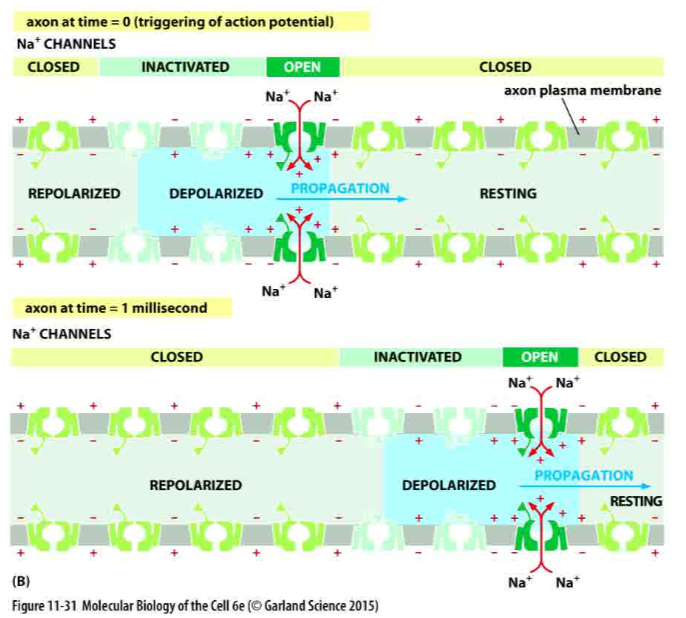 axon at time = 0 (triggering of action potential)
Na⁺ CHANNELS
CLOSED INACTIVATED OPEN CLOSED
Na⁺ Na⁺ axon plasma membrane
REPOLARIZED DEPOLARIZED PROPAGATION RESTING
Na⁺ Na⁺
axon at time = 1 millisecond
Na⁺ CHANNELS
CLOSED INACTIVATED OPEN CLOSED
Na⁺ Na⁺
REPOLARIZED DEPOLARIZED PROPAGATION
RESTING
Na⁺ Na⁺
(B)
Figure 11-31 Molecular Biology of the Cell 6e (© Garland Science 2015)